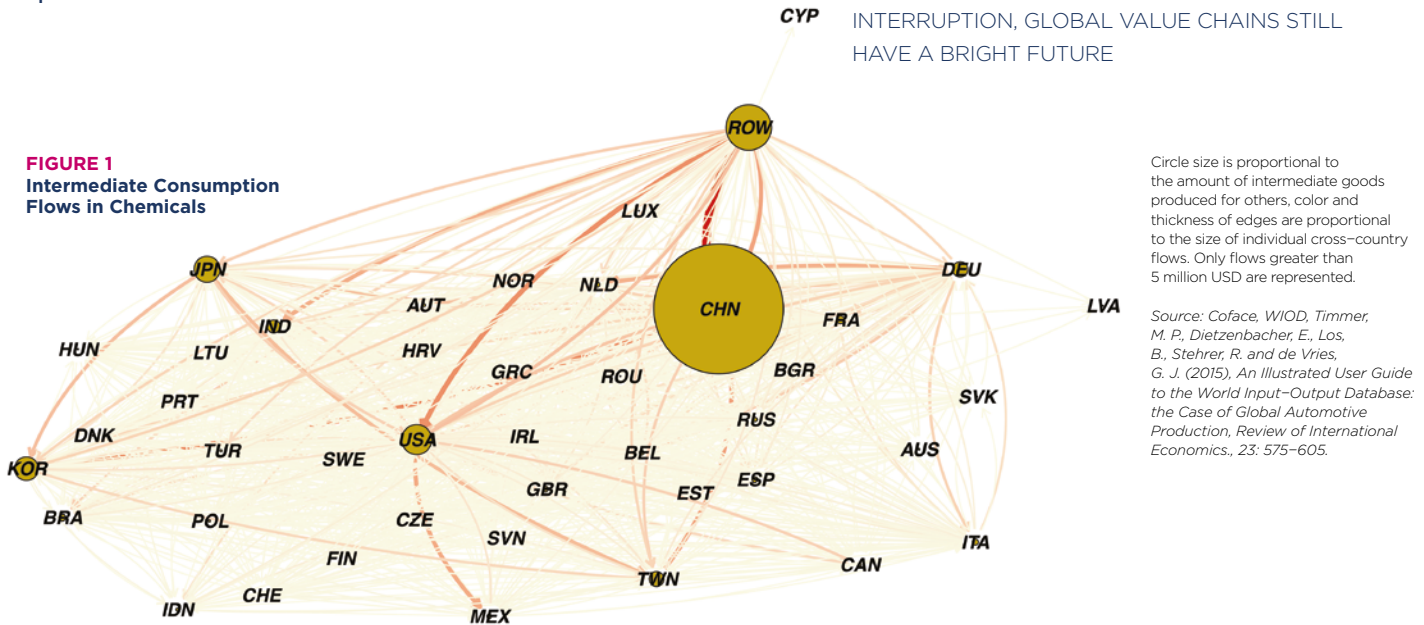 INTERRUPTION, GLOBAL VALUE CHAINS STILL
HAVE A BRIGHT FUTURE
FIGURE 1
Intermediate Consumption
Flows in Chemicals
CYP
ROW
LUX
JPN
NOR
NLD
DEU
AUT
CHN
LVA
IND
FRA
HUN
LTU
HRV
GRC
ROU
BGR
PRT
SVK
RUS
DNK
USA
IRL
TUR
SWE
BEL
AUS
KOR
GBR
EST
ESP
BRA
POL
CZE
SVN
ITA
FIN
CAN
TWN
CHE
IDN
MEX
Circle size is proportional to
the amount of intermediate goods
produced for others, color and
thickness of edges are proportional
to the size of individual cross–country
flows. Only flows greater than
5 million USD are represented.
Source: Coface, WIOD, Timmer,
M. P., Dietzenbacher, E., Los,
B., Stehrer, R. and de Vries,
G. J. (2015), An Illustrated User Guide
to the World Input–Output Database:
the Case of Global Automotive
Production, Review of International
Economics., 23: 575–605.